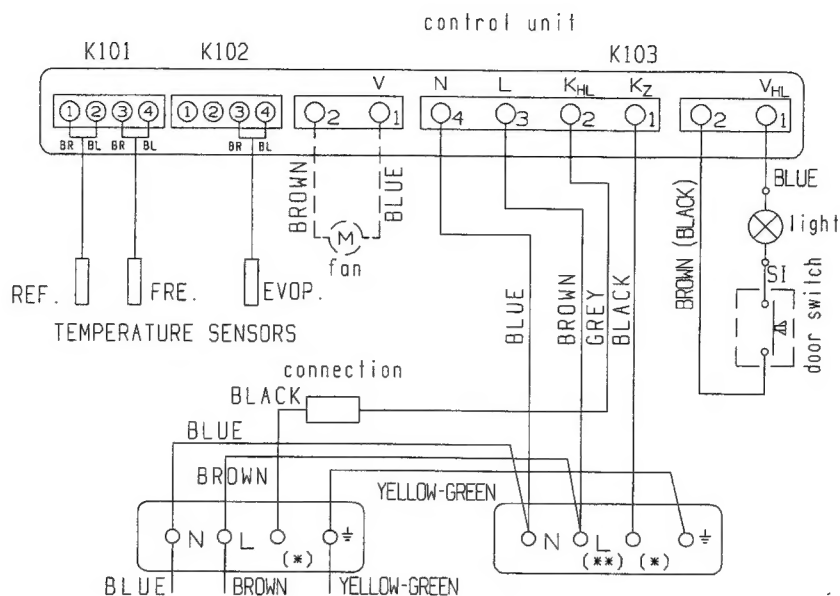 control unit
K101 K102 K103
V N L KHL KZ VHL
1 2 3 4 1 2 3 4 2 1 4 3 2 1 2 1
BR BL BR BL BR BL
BLUE
BROWN BLUE
light
M
fan
BROWN (BLACK)
SI
REF. FRE. EVOP.
BLUE BROWN GREY BLACK
door switch
TEMPERATURE SENSORS
connection
BLACK
BLUE
BROWN
YELLOW-GREEN
N L (*) N L (**) (*)
BLUE BROWN YELLOW-GREEN